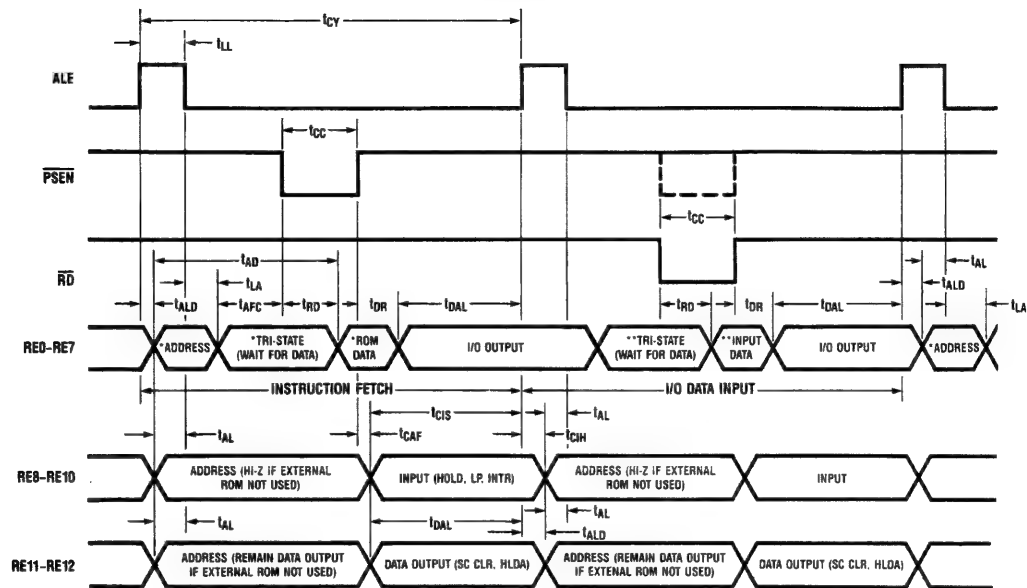 tCY
tLL
ALE
tCC
PSEN
tCC
RD
tAD
tLA
tAL
tALD
tALD tAFC tRD tDR tDAL tRD tDR tDAL tLA
RE0-RE7
*ADDRESS
*TRI-STATE
(WAIT FOR DATA)
*ROM
DATA
I/O OUTPUT
**TRI-STATE
(WAIT FOR DATA)
**INPUT
DATA
I/O OUTPUT
*ADDRESS
INSTRUCTION FETCH
I/O DATA INPUT
tCIS
tAL
tAL
tCAF
tCIH
RE8-RE10
ADDRESS (HI-Z IF EXTERNAL
ROM NOT USED)
INPUT (HOLD, LP, INTR)
ADDRESS (HI-Z IF EXTERNAL
ROM NOT USED)
INPUT
tAL
tAL
tDAL
tALD
RE11-RE12
ADDRESS (REMAIN DATA OUTPUT
IF EXTERNAL ROM NOT USED)
DATA OUTPUT (SC CLR, HLDA)
ADDRESS (REMAIN DATA OUTPUT
IF EXTENAL ROM NOT USED)
DATA OUTPUT (SC CLR, HLDA)